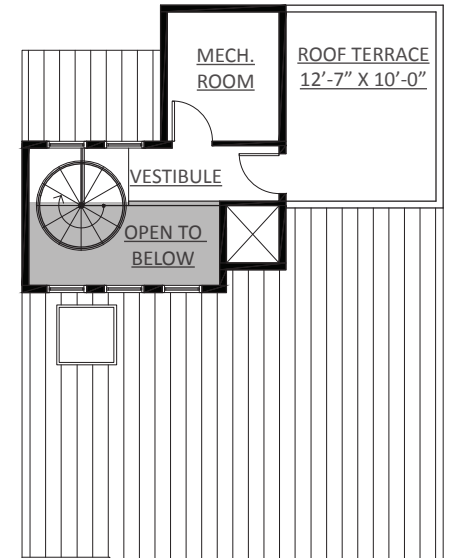 MECH.
ROOM
ROOF TERRACE
12’-7” X 10’-0”
VESTIBULE
OPEN TO
BELOW